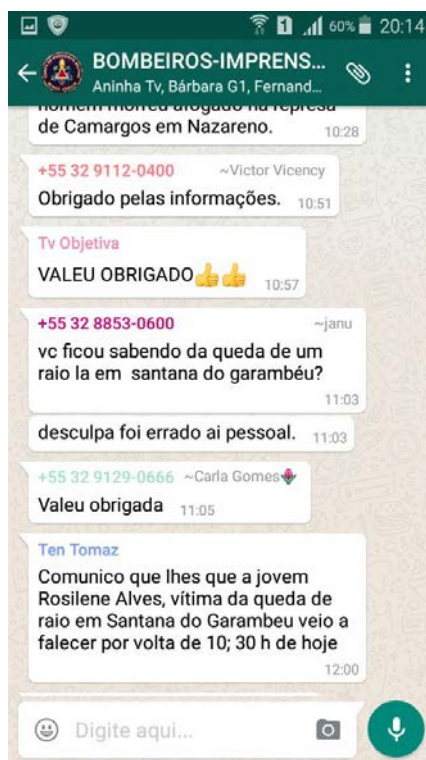 60% 20:14
BOMBEIROS-IMPRENS...
Aninha Tv, Bárbara G1, Fernand...
homem morreu afogado na represa
de Camargos em Nazareno. 10:28
+55 32 9112-0400 ~Victor Vicency
Obrigado pelas informações. 10:51
Tv Objetiva
VALEU OBRIGADO👍👍 10:57
+55 32 8853-0600 ~janu
vc ficou sabendo da queda de um
raio la em santana do garambéu?
11:03
desculpa foi errado ai pessoal. 11:03
+55 32 9129-0666 ~Carla Gomes🌷
Valeu obrigada 11:05
Ten Tomaz
Comunico que lhes que a jovem
Rosilene Alves, vítima da queda de
raio em Santana do Garambeu veio a
falecer por volta de 10; 30 h de hoje
12:00
Digite aqui...